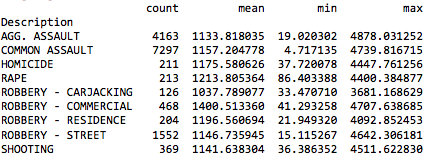 count mean min max
Description
AGG. ASSAULT 4163 1133.818035 19.020302 4878.031252
COMMON ASSAULT 7297 1157.204778 4.717135 4739.816715
HOMICIDE 211 1175.580626 37.720078 4447.761256
RAPE 213 1213.805364 86.403388 4400.384877
ROBBERY - CARJACKING 126 1037.789077 33.470710 3681.168629
ROBBERY - COMMERCIAL 468 1400.513360 41.293258 4707.638685
ROBBERY - RESIDENCE 204 1196.560694 21.949320 4092.852453
ROBBERY - STREET 1552 1146.735945 15.115267 4642.306181
SHOOTING 369 1141.638304 36.386352 4511.622830